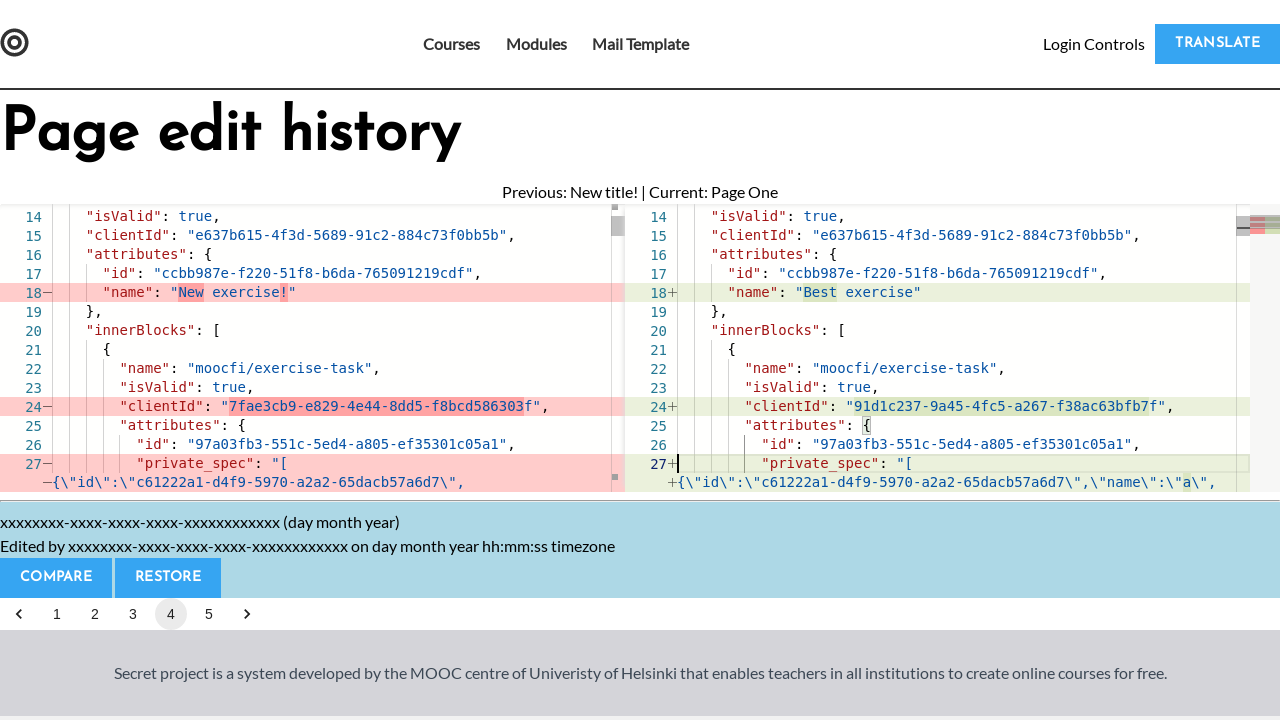 Courses Modules Mail Template Login Controls TRANSLATE
Page edit history
Previous: New title! | Current: Page One
14 "isValid": true,
15 "clientId": "e637b615-4f3d-5689-91c2-884c73f0bb5b",
16 "attributes": {
17 "id": "ccbb987e-f220-51f8-b6da-765091219cdf",
18— "name": "New exercise!"
19 },
20 "innerBlocks": [
21 {
22 "name": "moocfi/exercise-task",
23 "isValid": true,
24— "clientId": "7fae3cb9-e829-4e44-8dd5-f8bcd586303f",
25 "attributes": {
26 "id": "97a03fb3-551c-5ed4-a805-ef35301c05a1",
27— "private_spec": "[
—{\"id\":\"c61222a1-d4f9-5970-a2a2-65dacb57a6d7\",
14 "isValid": true,
15 "clientId": "e637b615-4f3d-5689-91c2-884c73f0bb5b",
16 "attributes": {
17 "id": "ccbb987e-f220-51f8-b6da-765091219cdf",
18+ "name": "Best exercise"
19 },
20 "innerBlocks": [
21 {
22 "name": "moocfi/exercise-task",
23 "isValid": true,
24+ "clientId": "91d1c237-9a45-4fc5-a267-f38ac63bfb7f",
25 "attributes": {
26 "id": "97a03fb3-551c-5ed4-a805-ef35301c05a1",
27+ "private_spec": "[
+{\"id\":\"c61222a1-d4f9-5970-a2a2-65dacb57a6d7\",\"name\":\"a\",
xxxxxxxx-xxxx-xxxx-xxxx-xxxxxxxxxxxx (day month year)
Edited by xxxxxxxx-xxxx-xxxx-xxxx-xxxxxxxxxxxx on day month year hh:mm:ss timezone
COMPARE RESTORE
1 2 3 4 5
Secret project is a system developed by the MOOC centre of Univeristy of Helsinki that enables teachers in all institutions to create online courses for free.